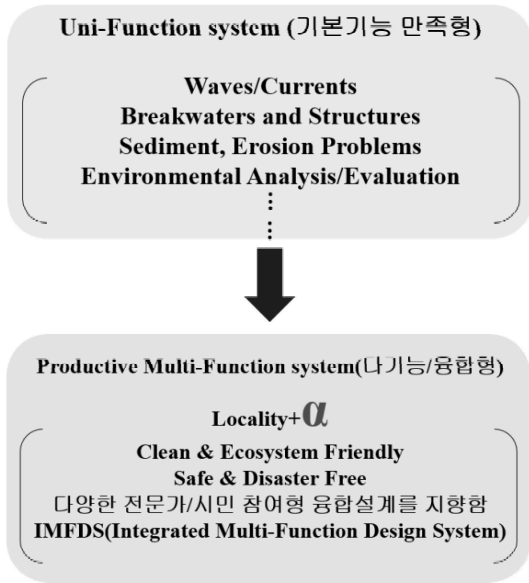 Uni-Function system (기본기능 만족형)
Waves/Currents
Breakwaters and Structures
Sediment, Erosion Problems
Environmental Analysis/Evaluation
⋮
⋮
Productive Multi-Function system(다기능/융합형)
Locality+α
Clean & Ecosystem Friendly
Safe & Disaster Free
다양한 전문가/시민 참여형 융합설계를 지향함
IMFDS(Integrated Multi-Function Design System)